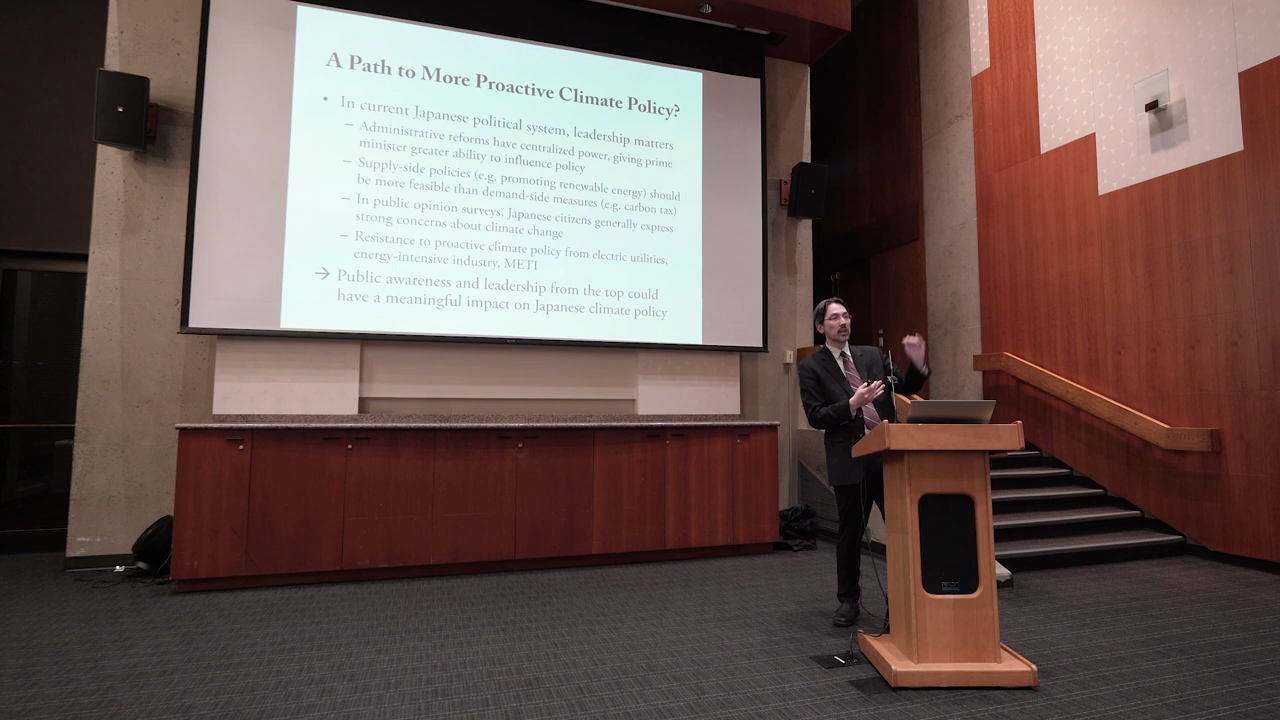 A Path to More Proactive Climate Policy?
• In current Japanese political system, leadership matters
– Administrative reforms have centralized power, giving prime
minister greater ability to influence policy
– Supply-side policies (e.g. promoting renewable energy) should
be more feasible than demand-side measures (e.g. carbon tax)
– In public opinion surveys, Japanese citizens generally express
strong concerns about climate change
– Resistance to proactive climate policy from electric utilities,
energy-intensive industry, METI
→ Public awareness and leadership from the top could
have a meaningful impact on Japanese climate policy